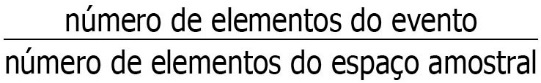 número de elementos do evento
número de elementos do espaço amostral